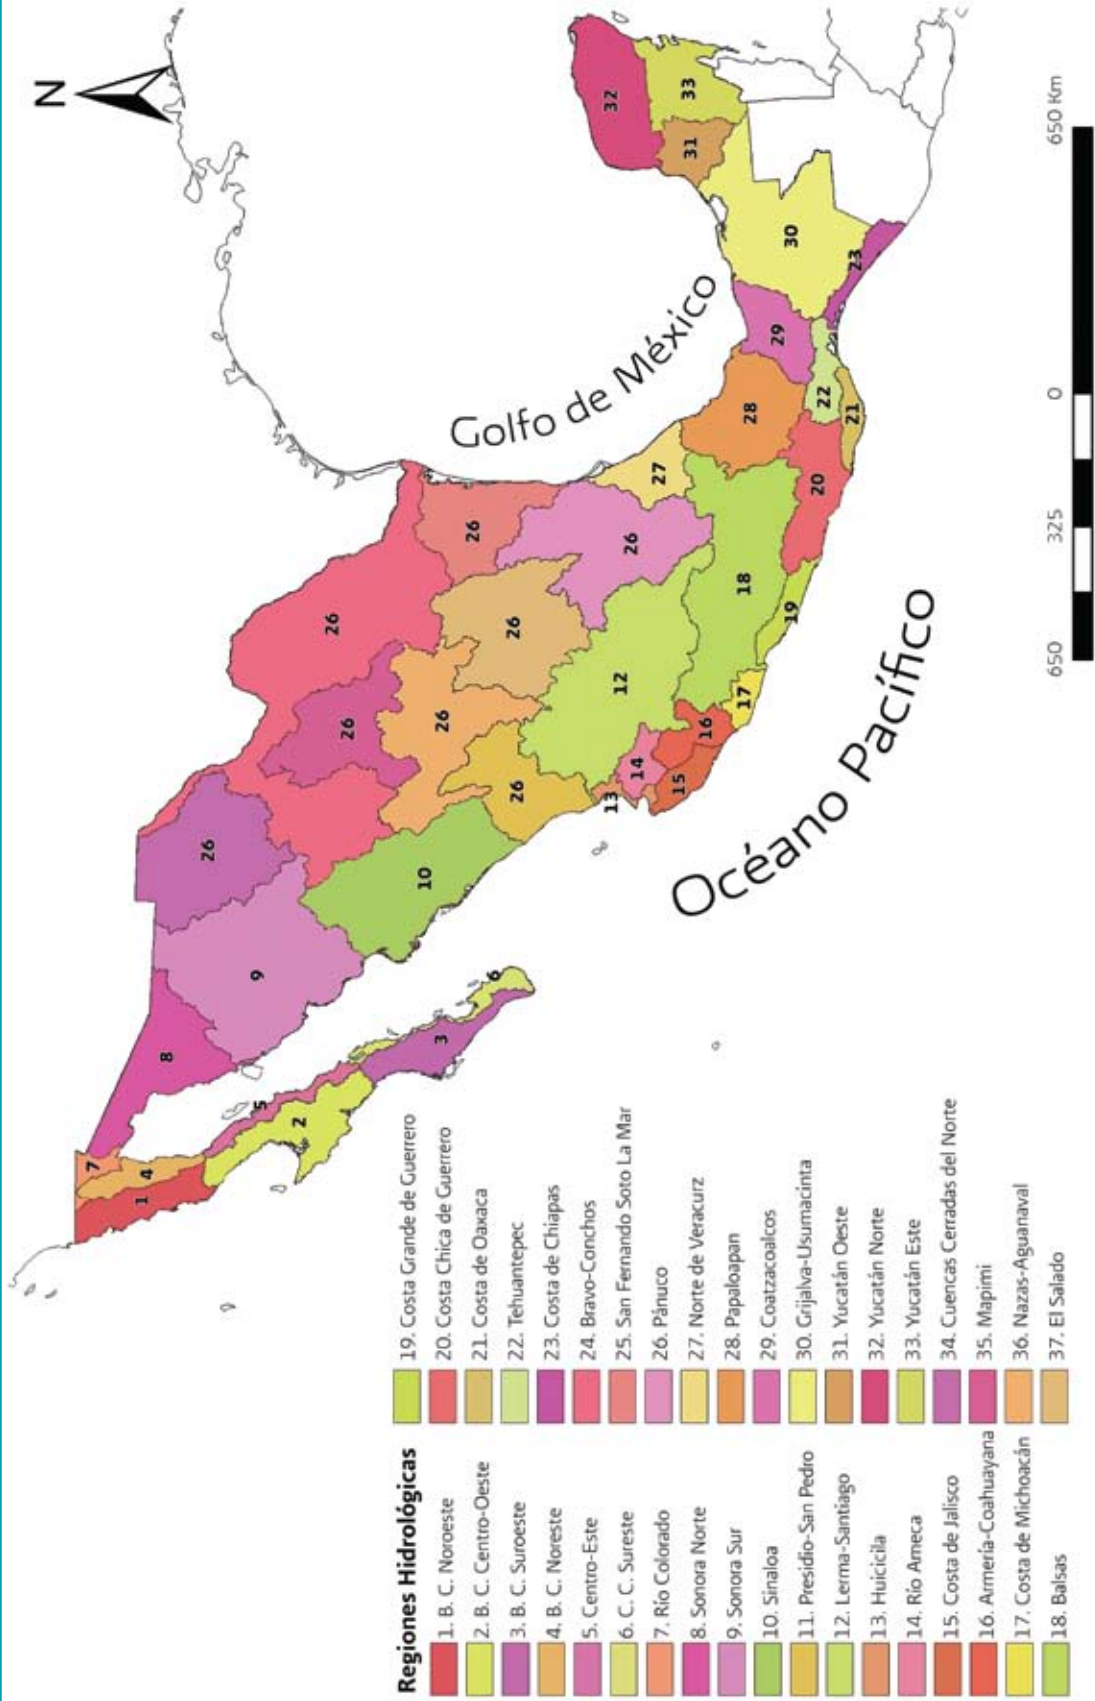 N
Golfo de México
Océano Pacífico
1
2
3
4
5
6
7
8
9
10
26
26
26
26
26
26
26
26
12
13
14
15
16
17
18
19
20
21
22
23
27
28
29
30
31
32
33
650
325
0
650 Km
Regiones Hidrológicas
1. B. C. Noroeste
2. B. C. Centro-Oeste
3. B. C. Suroeste
4. B. C. Noreste
5. Centro-Este
6. C. C. Sureste
7. Río Colorado
8. Sonora Norte
9. Sonora Sur
10. Sinaloa
11. Presidio-San Pedro
12. Lerma-Santiago
13. Huicicila
14. Río Ameca
15. Costa de Jalisco
16. Armería-Coahuayana
17. Costa de Michoacán
18. Balsas
19. Costa Grande de Guerrero
20. Costa Chica de Guerrero
21. Costa de Oaxaca
22. Tehuantepec
23. Costa de Chiapas
24. Bravo-Conchos
25. San Fernando Soto La Mar
26. Pánuco
27. Norte de Veracurz
28. Papaloapan
29. Coatzacoalcos
30. Grijalva-Usumacinta
31. Yucatán Oeste
32. Yucatán Norte
33. Yucatán Este
34. Cuencas Cerradas del Norte
35. Mapimi
36. Nazas-Aguanaval
37. El Salado